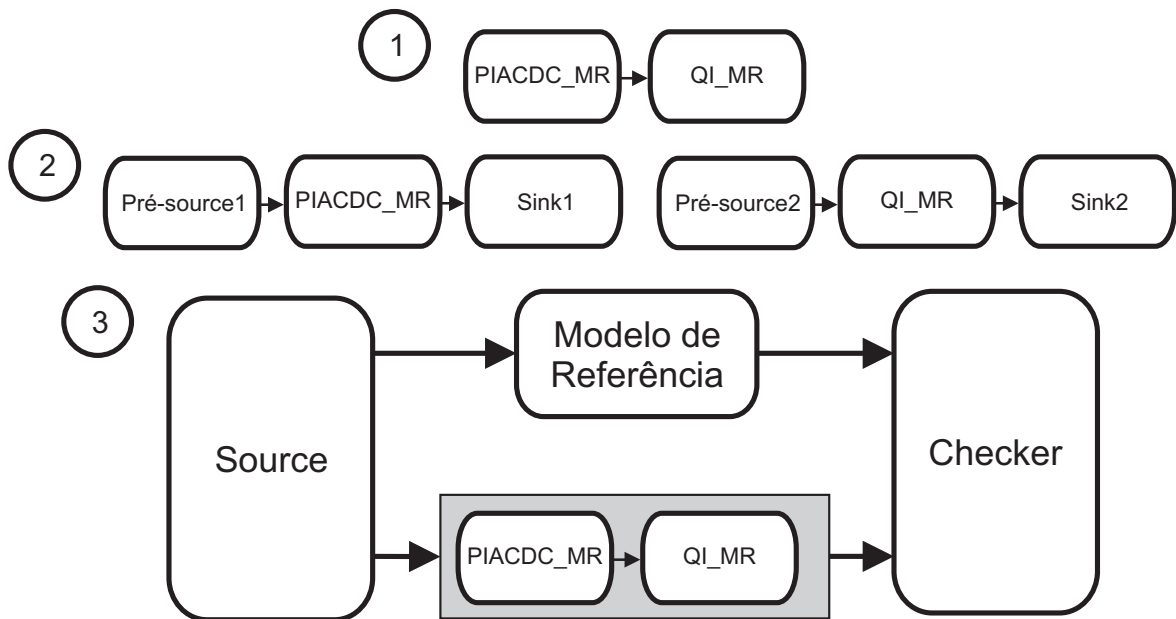 1
PIACDC_MR
QI_MR
2
Pré-source1
PIACDC_MR
Sink1
Pré-source2
QI_MR
Sink2
3
Source
Modelo de
Referência
Checker
PIACDC_MR
QI_MR